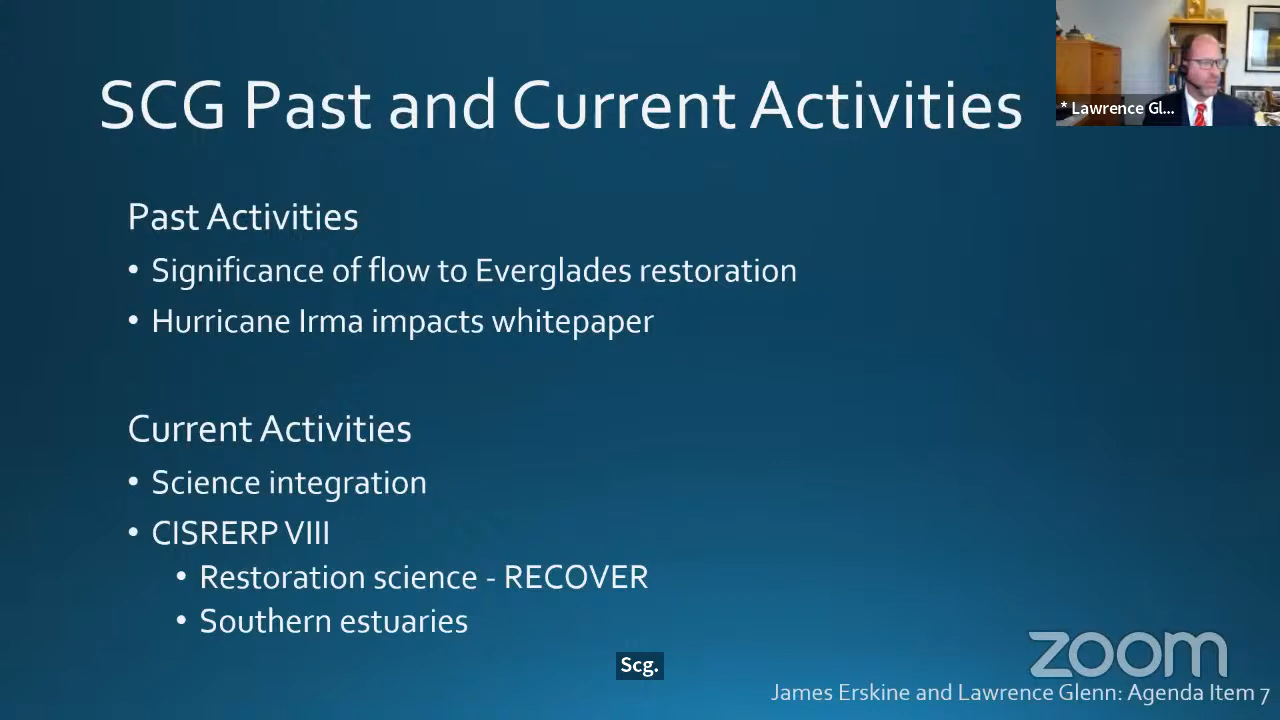 SCG Past and Current Activities
* Lawrence Gl...
Past Activities
• Significance of flow to Everglades restoration
• Hurricane Irma impacts whitepaper
Current Activities
• Science integration
• CISRERP VIII
• Restoration science - RECOVER
• Southern estuaries
Scg.
zoom
James Erskine and Lawrence Glenn: Agenda Item 7